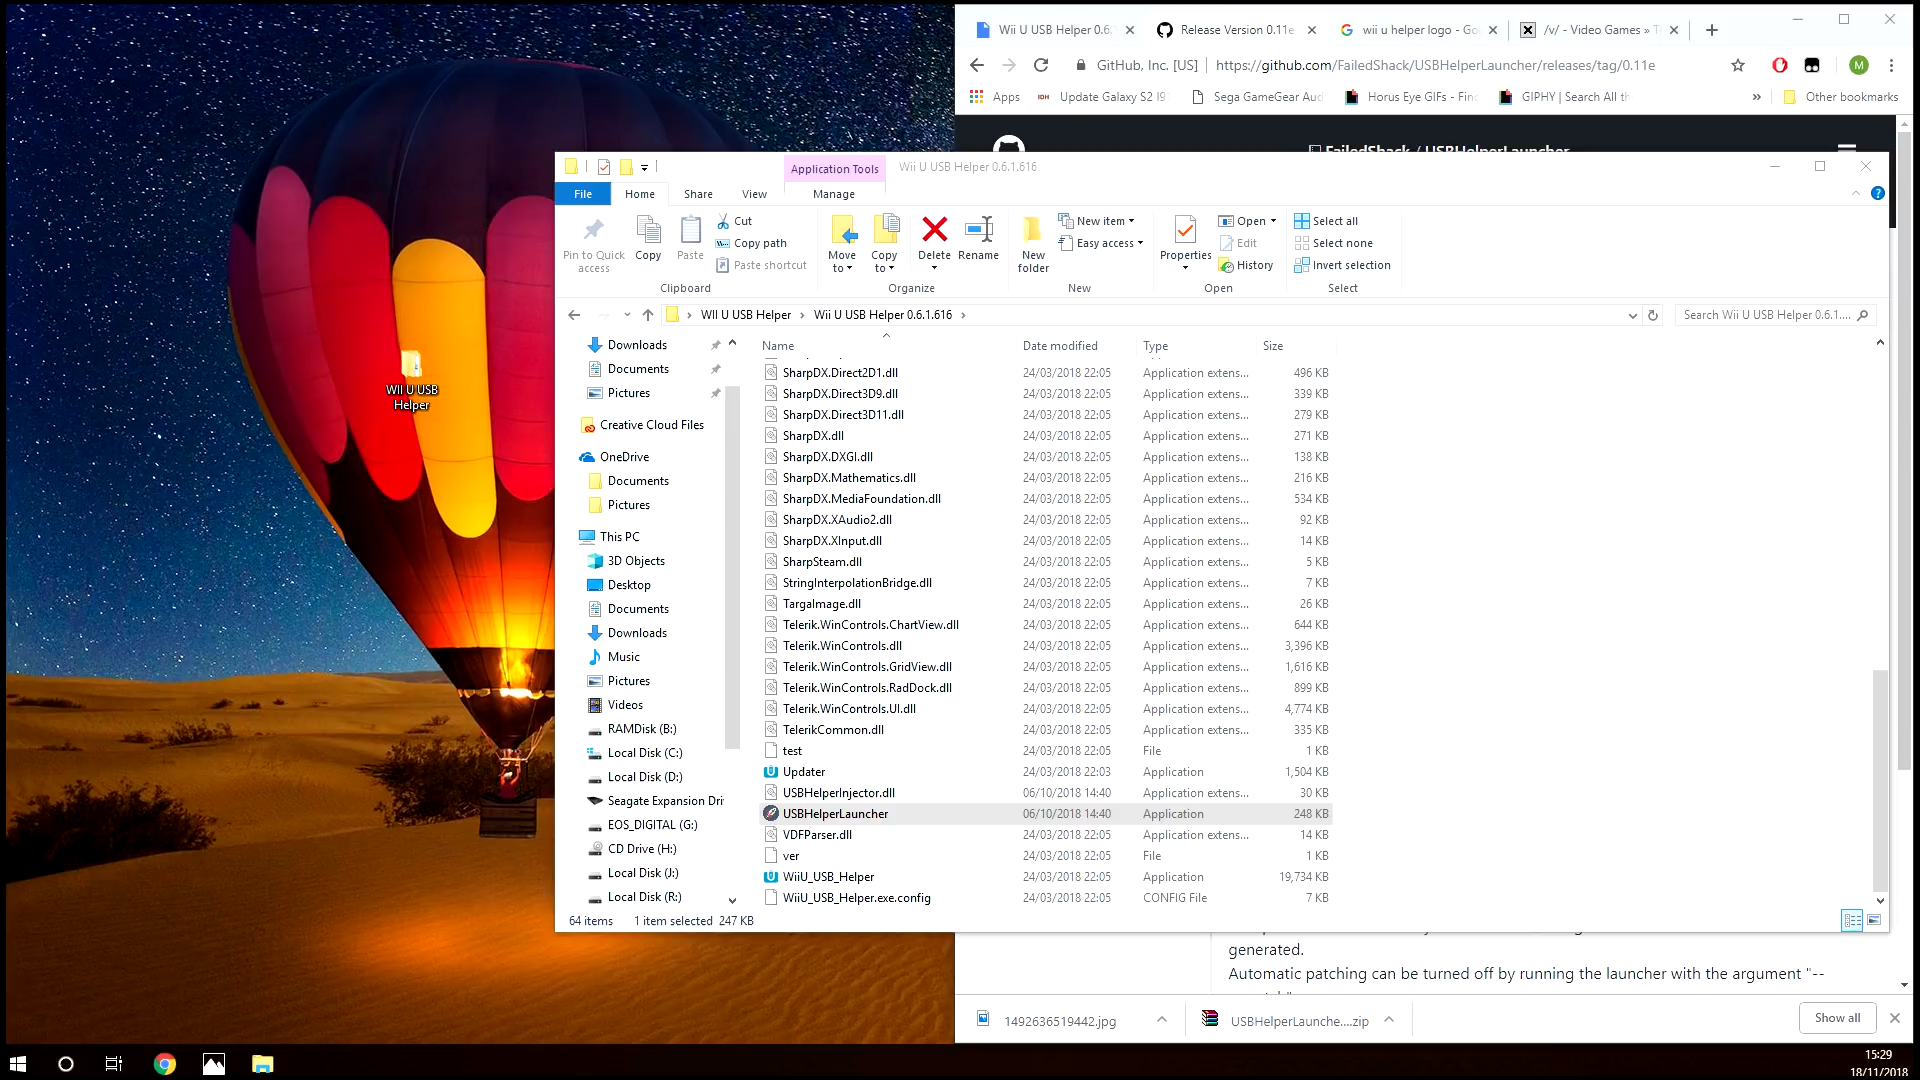 Wii U USB Helper 0.6.
Release Version 0.11e
wii u helper logo - Go
/v/ - Video Games » T
GitHub, Inc. [US]
https://github.com/FailedShack/USBHelperLauncher/releases/tag/0.11e
M
Apps
IDH
Update Galaxy S2 I9
Sega GameGear Aud
Horus Eye GIFs - Fin
GIPHY | Search All th
»
Other bookmarks
FailedShack / USBHelperLauncher
Application Tools
Wii U USB Helper 0.6.1.616
File
Home
Share
View
Manage
Pin to Quick access
Copy
Paste
Cut
Copy path
Paste shortcut
Move to
Copy to
Delete
Rename
New folder
New item
Easy access
Properties
Open
Edit
History
Select all
Select none
Invert selection
Clipboard
Organize
New
Open
Select
WII U USB Helper
Wii U USB Helper 0.6.1.616
Search Wii U USB Helper 0.6.1....
WII U USB
Helper
Downloads
Documents
Pictures
Creative Cloud Files
OneDrive
Documents
Pictures
This PC
3D Objects
Desktop
Documents
Downloads
Music
Pictures
Videos
RAMDisk (B:)
Local Disk (C:)
Local Disk (D:)
Seagate Expansion Dri
EOS_DIGITAL (G:)
CD Drive (H:)
Local Disk (J:)
Local Disk (R:)
Name Date modified Type Size
SharpDX.Direct2D1.dll 24/03/2018 22:05 Application extens... 496 KB
SharpDX.Direct3D9.dll 24/03/2018 22:05 Application extens... 339 KB
SharpDX.Direct3D11.dll 24/03/2018 22:05 Application extens... 279 KB
SharpDX.dll 24/03/2018 22:05 Application extens... 271 KB
SharpDX.DXGI.dll 24/03/2018 22:05 Application extens... 138 KB
SharpDX.Mathematics.dll 24/03/2018 22:05 Application extens... 216 KB
SharpDX.MediaFoundation.dll 24/03/2018 22:05 Application extens... 534 KB
SharpDX.XAudio2.dll 24/03/2018 22:05 Application extens... 92 KB
SharpDX.XInput.dll 24/03/2018 22:05 Application extens... 14 KB
SharpSteam.dll 24/03/2018 22:05 Application extens... 5 KB
StringInterpolationBridge.dll 24/03/2018 22:05 Application extens... 7 KB
TargaImage.dll 24/03/2018 22:05 Application extens... 26 KB
Telerik.WinControls.ChartView.dll 24/03/2018 22:05 Application extens... 644 KB
Telerik.WinControls.dll 24/03/2018 22:05 Application extens... 3,396 KB
Telerik.WinControls.GridView.dll 24/03/2018 22:05 Application extens... 1,616 KB
Telerik.WinControls.RadDock.dll 24/03/2018 22:05 Application extens... 899 KB
Telerik.WinControls.UI.dll 24/03/2018 22:05 Application extens... 4,774 KB
TelerikCommon.dll 24/03/2018 22:05 Application extens... 335 KB
test 24/03/2018 22:05 File 1 KB
Updater 24/03/2018 22:03 Application 1,504 KB
USBHelperInjector.dll 06/10/2018 14:40 Application extens... 30 KB
USBHelperLauncher 06/10/2018 14:40 Application 248 KB
VDFParser.dll 24/03/2018 22:05 Application extens... 14 KB
ver 24/03/2018 22:05 File 1 KB
WiiU_USB_Helper 24/03/2018 22:05 Application 19,734 KB
WiiU_USB_Helper.exe.config 24/03/2018 22:05 CONFIG File 7 KB
64 items 1 item selected 247 KB
generated.
Automatic patching can be turned off by running the launcher with the argument "--
1492636519442.jpg
USBHelperLaunche....zip
Show all
15:29
18/11/2018